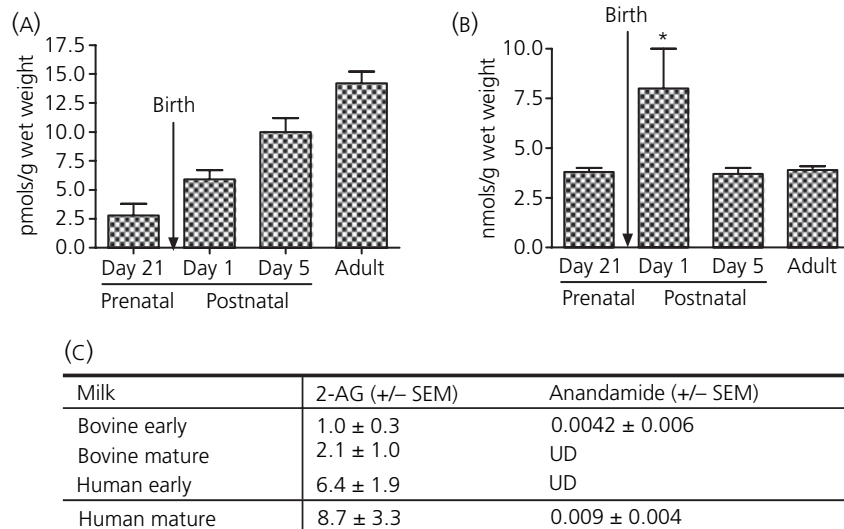 (A)
17.5
15.0
12.5
10.0
7.5
5.0
2.5
0.0
pmols/g wet weight
Birth
Day 21 Day 1 Day 5 Adult
Prenatal Postnatal
(B)
Birth
*
10.0
7.5
5.0
2.5
0.0
nmols/g wet weight
Day 21 Day 1 Day 5 Adult
Prenatal Postnatal
(C)
Milk 2-AG (+/– SEM) Anandamide (+/– SEM)
Bovine early 1.0 ± 0.3 0.0042 ± 0.006
Bovine mature 2.1 ± 1.0 UD
Human early 6.4 ± 1.9 UD
Human mature 8.7 ± 3.3 0.009 ± 0.004